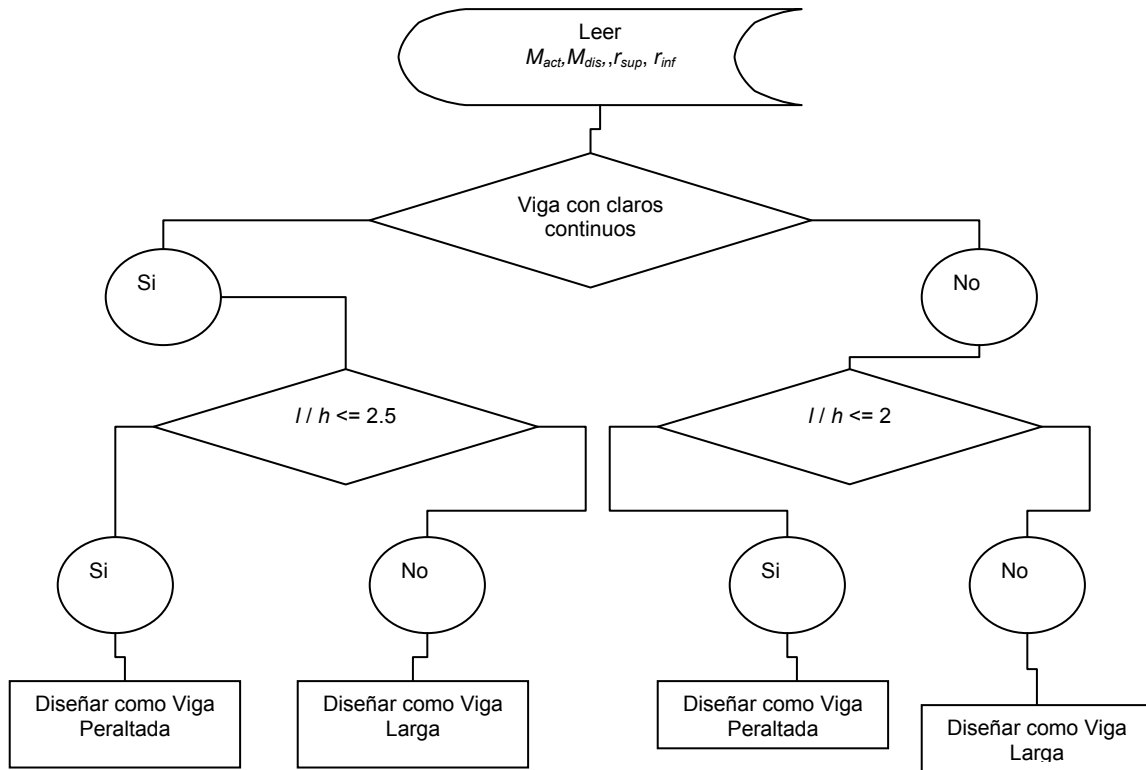 Leer
Mact,Mdis,,rsup, rinf
Viga con claros
continuos
Si
No
l / h <= 2.5
l / h <= 2
Si
No
Si
No
Diseñar como Viga
Peraltada
Diseñar como Viga
Larga
Diseñar como Viga
Peraltada
Diseñar como Viga
Larga